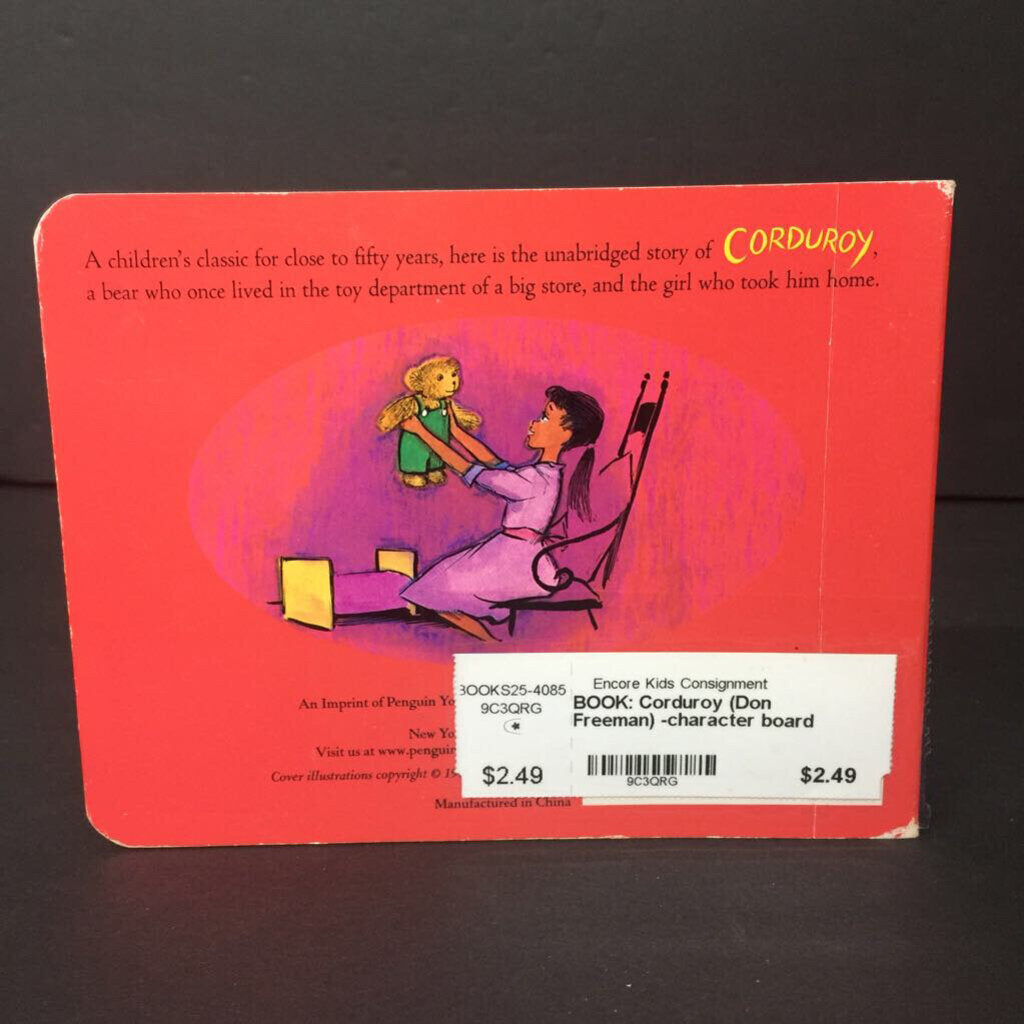 A children's classic for close to fifty years, here is the unabridged story of CORDUROY,
a bear who once lived in the toy department of a big store, and the girl who took him home.
An Imprint of Penguin
New
Visit us at
Cover illustrations copyright ©
Manufactured in China
BOOKS25-4085
9C3QRG
$2.49
Encore Kids Consignment
BOOK: Corduroy (Don
Freeman) -character board
9C3QRG
$2.49